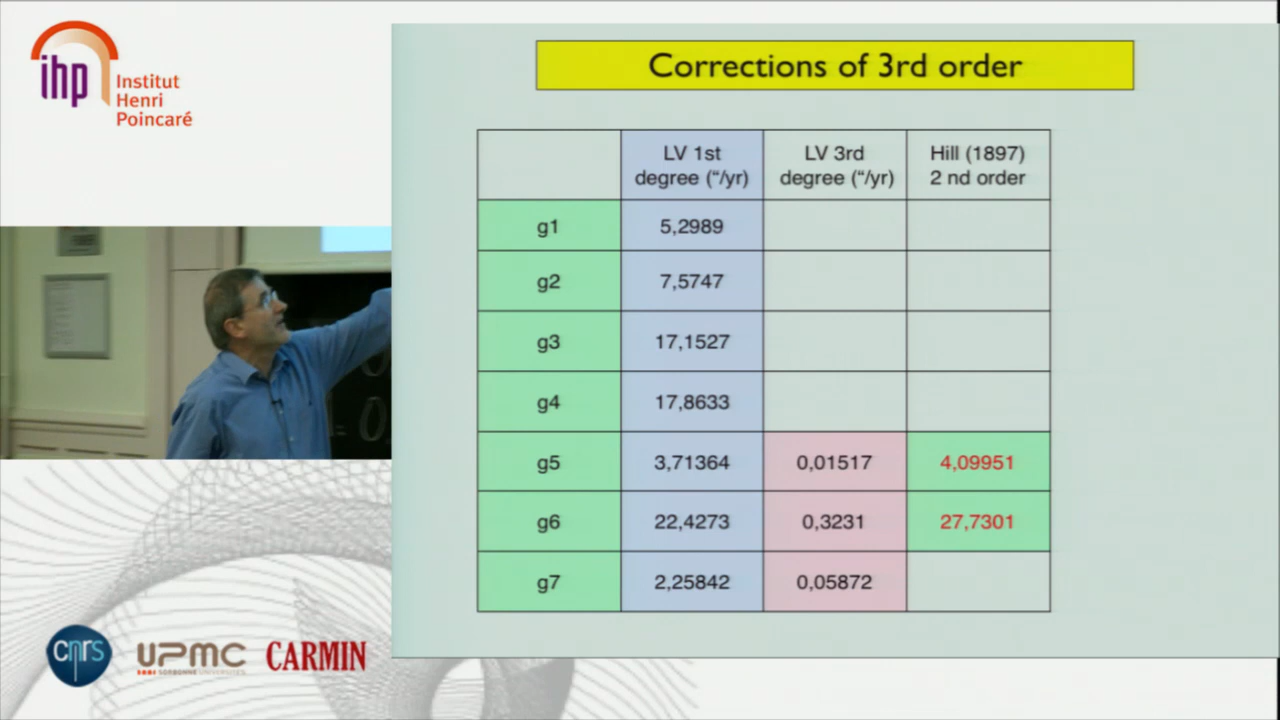 ihp
Institut
Henri
Poincaré
Corrections of 3rd order
LV 1st degree (“/yr) LV 3rd degree (“/yr) Hill (1897) 2 nd order
g1 5,2989
g2 7,5747
g3 17,1527
g4 17,8633
g5 3,71364 0,01517 4,09951
g6 22,4273 0,3231 27,7301
g7 2,25842 0,05872
cnrs
UPMC
SORBONNE UNIVERSITÉS
CARMIN